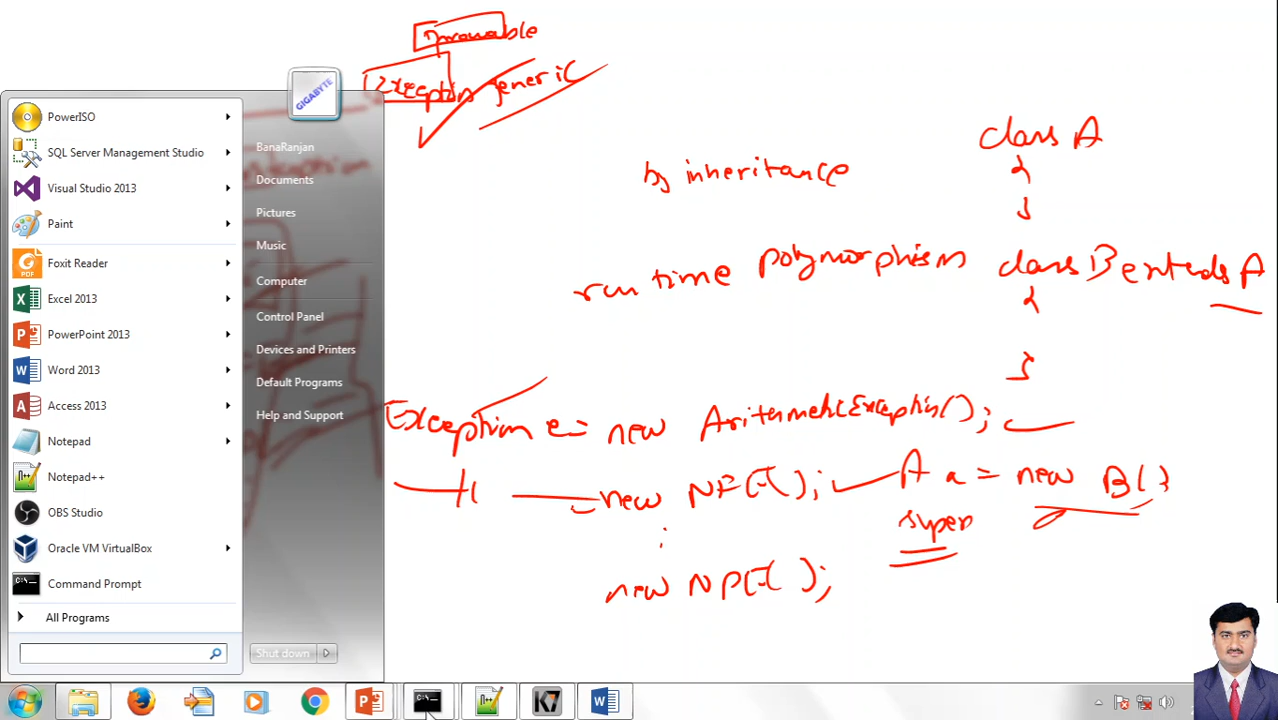 Throwable
Exception generic
GIGABYTE
PowerISO
SQL Server Management Studio
Visual Studio 2013
Paint
Foxit Reader
Excel 2013
PowerPoint 2013
Word 2013
Access 2013
Notepad
Notepad++
OBS Studio
Oracle VM VirtualBox
Command Prompt
All Programs
BanaRanjan
Documents
Pictures
Music
Computer
Control Panel
Devices and Printers
Default Programs
Help and Support
Shut down
class A
{
}
by inheritance
run time polymorphism
class B extends A
{
}
Exception e = new ArithmeticException();
new NFE();
new NPE();
A a = new B()
super